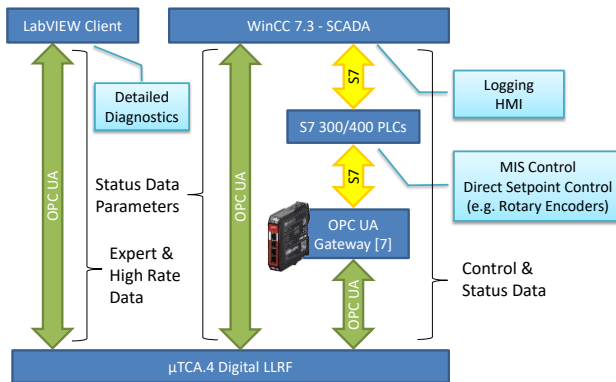 LabVIEW Client
WinCC 7.3 - SCADA
Detailed
Diagnostics
S7
Logging
HMI
S7 300/400 PLCs
OPC UA
Status Data
Parameters
OPC UA
S7
MIS Control
Direct Setpoint Control
(e.g. Rotary Encoders)
OPC UA
Gateway [7]
Expert &
High Rate
Data
OPC UA
Control &
Status Data
µTCA.4 Digital LLRF